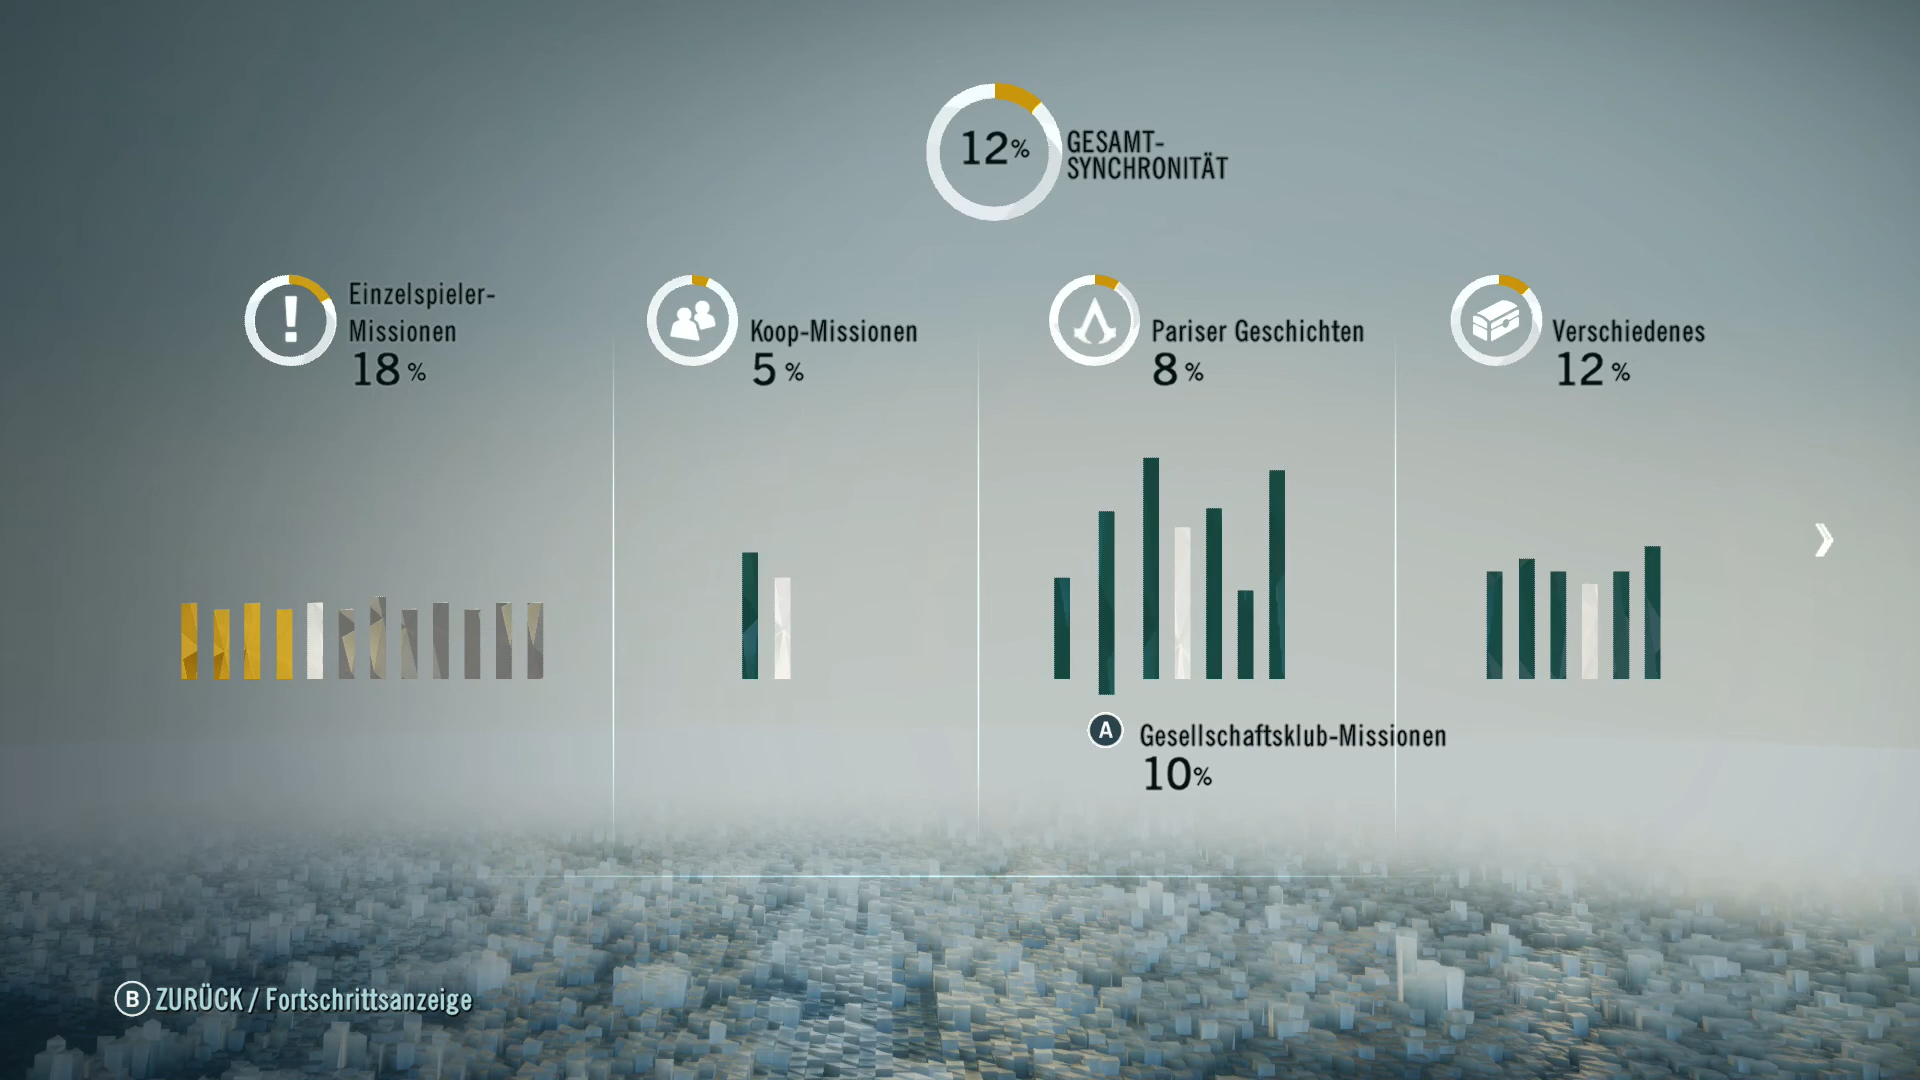 12%
GESAMT-
SYNCHRONITÄT
Einzelspieler-
Missionen
18 %
Koop-Missionen
5 %
Pariser Geschichten
8 %
Verschiedenes
12 %
A Gesellschaftsklub-Missionen
10%
B ZURÜCK / Fortschrittsanzeige